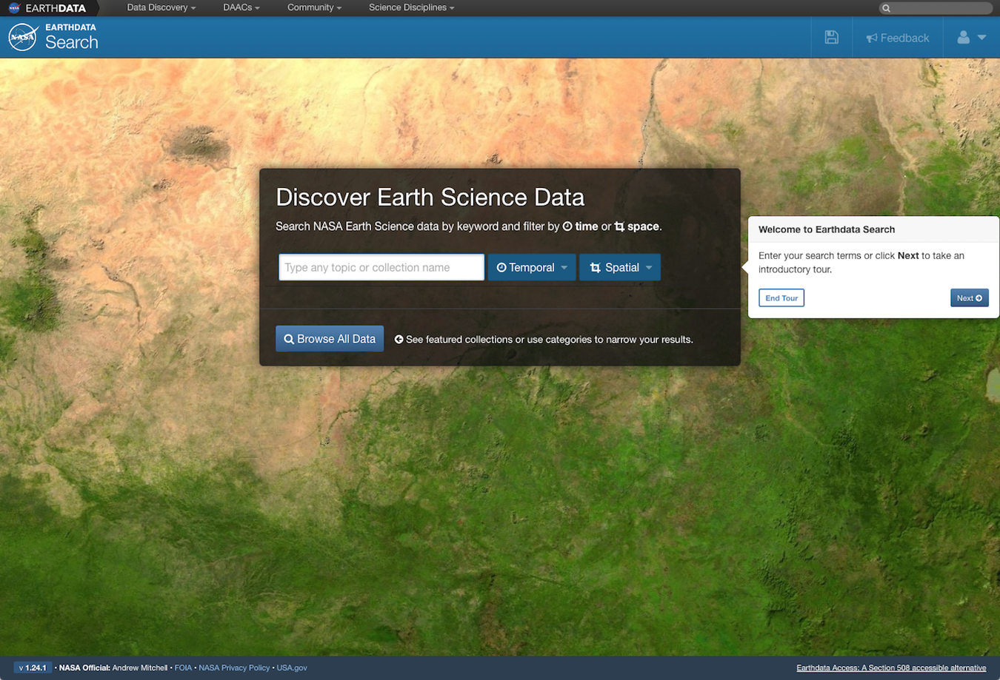 EARTHDATA Data Discovery DAACs Community Science Disciplines
NASA
EARTHDATA
Search
Feedback
Discover Earth Science Data
Search NASA Earth Science data by keyword and filter by time or space.
Type any topic or collection name Temporal Spatial
Browse All Data See featured collections or use categories to narrow your results.
Welcome to Earthdata Search
Enter your search terms or click Next to take an
introductory tour.
End Tour Next
v 1.24.1 • NASA Official: Andrew Mitchell • FOIA • NASA Privacy Policy • USA.gov
Earthdata Access: A Section 508 accessible alternative